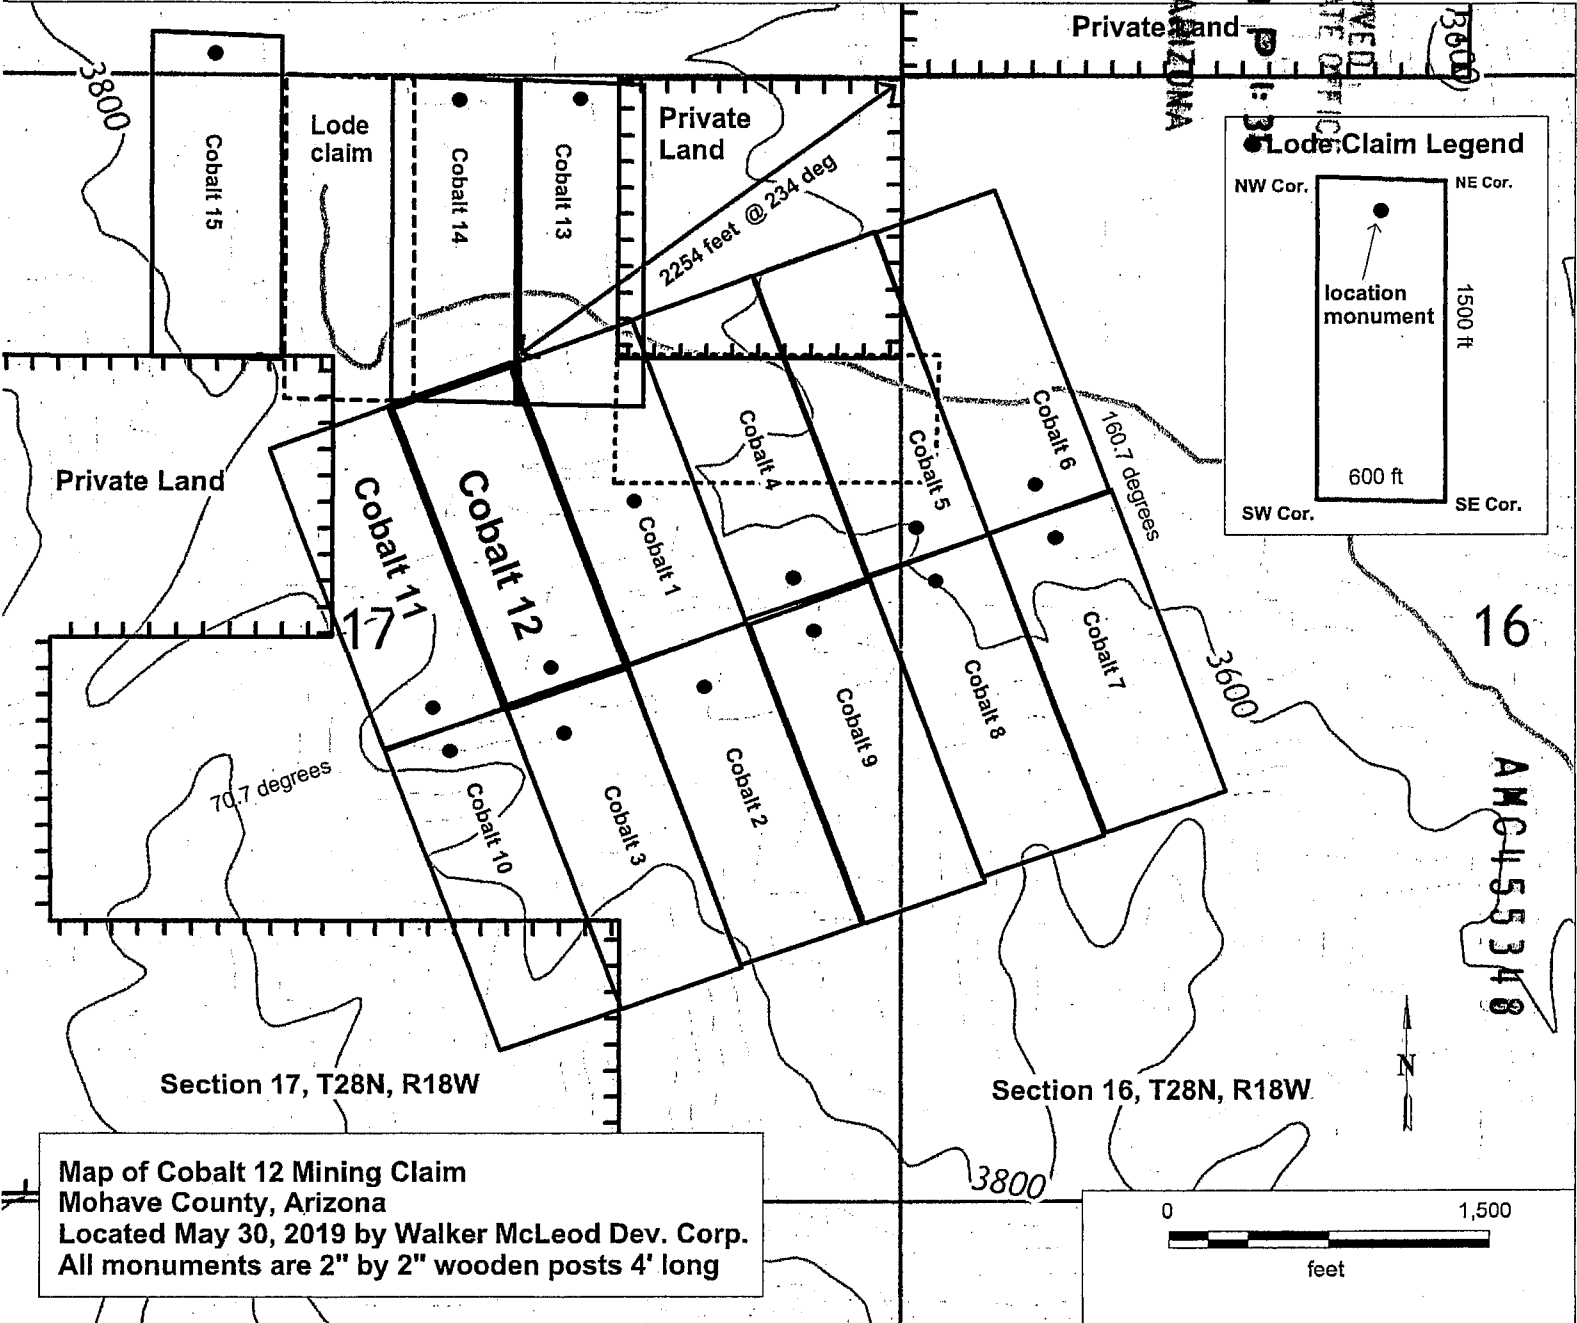 Private Land
ARIZONA
P 1:3
3600
3800
Cobalt 15
Lode
claim
Cobalt 14
Cobalt 13
Private
Land
2254 feet @ 234 deg
Lode Claim Legend
NW Cor.
NE Cor.
location
monument
1500 ft
600 ft
SW Cor.
SE Cor.
Private Land
Cobalt 11
Cobalt 12
Cobalt 1
Cobalt 4
Cobalt 5
Cobalt 6
160.7 degrees
17
16
Cobalt 10
Cobalt 3
Cobalt 2
Cobalt 9
Cobalt 8
Cobalt 7
3600
70.7 degrees
AMC455348
Section 17, T28N, R18W
Section 16, T28N, R18W
N
3800
Map of Cobalt 12 Mining Claim
Mohave County, Arizona
Located May 30, 2019 by Walker McLeod Dev. Corp.
All monuments are 2" by 2" wooden posts 4' long
0 1,500
feet